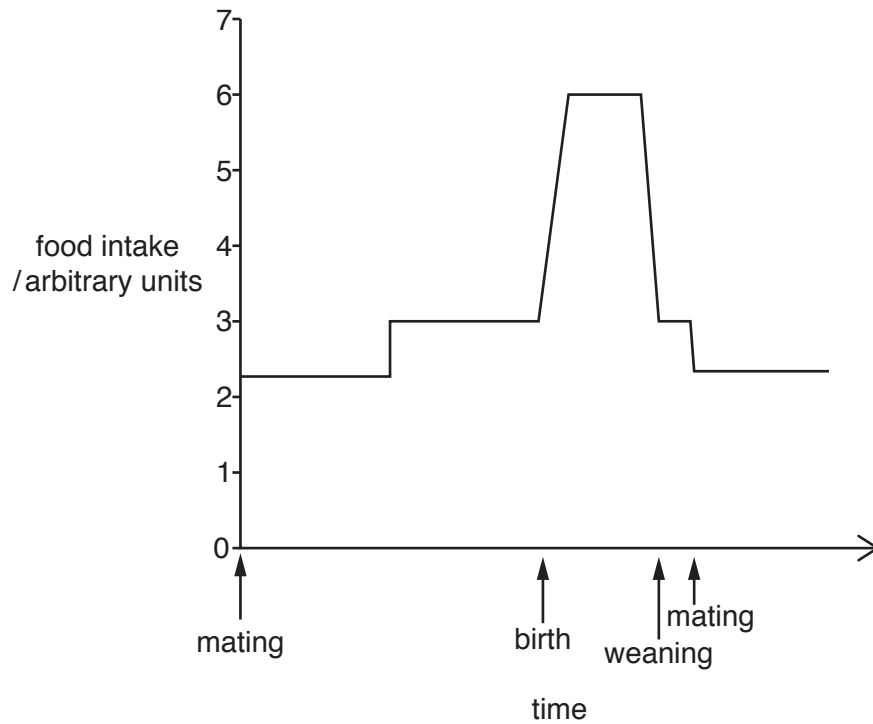 7
6
5
4
food intake
/ arbitrary units
3
2
1
0
mating
birth
weaning
mating
time